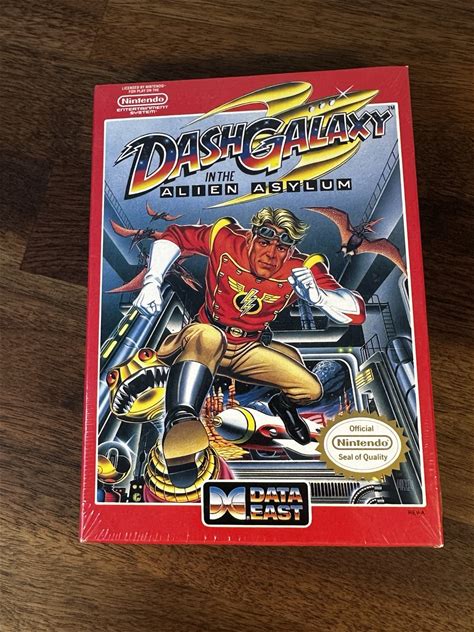 LICENSED BY NINTENDO
FOR PLAY ON THE
Nintendo
ENTERTAINMENT
SYSTEM
DASH GALAXY
IN THE
ALIEN ASYLUM
TM
Official
Nintendo
Seal of Quality
DATA
EAST